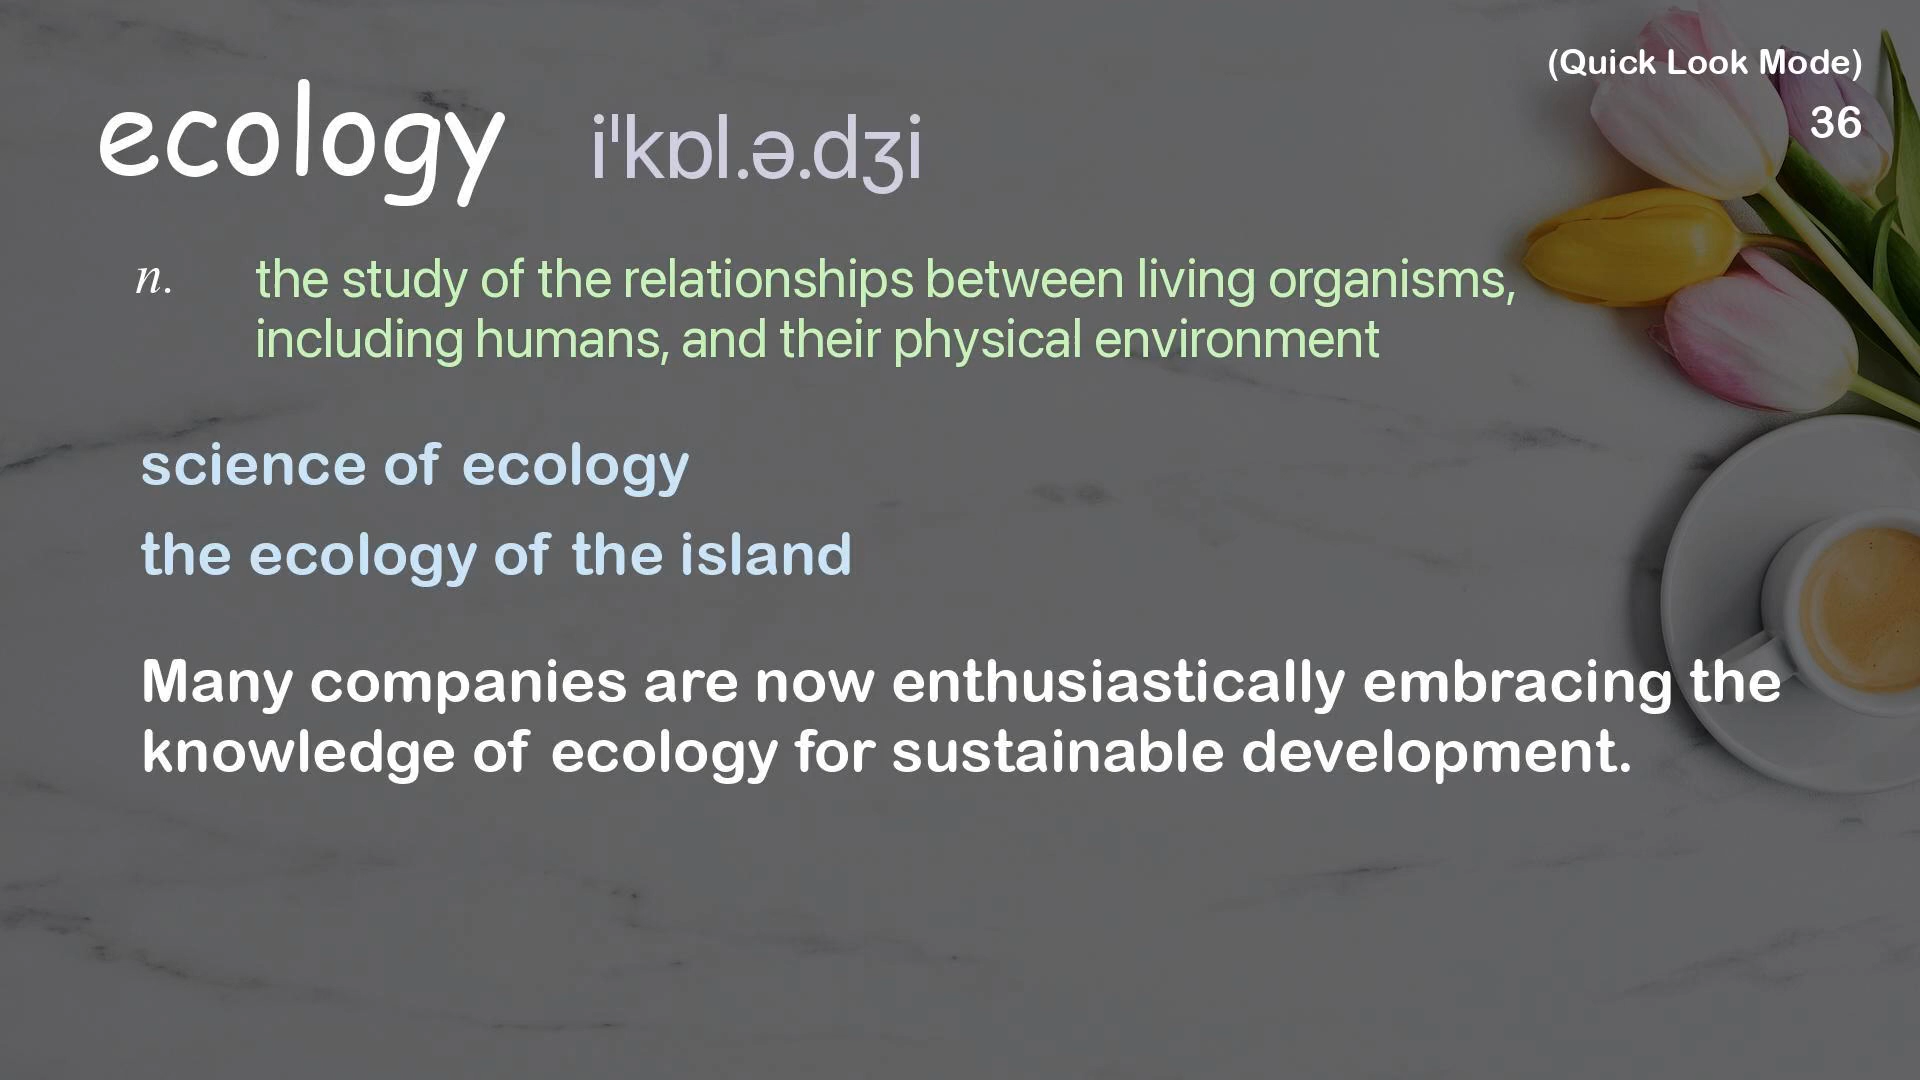 (Quick Look Mode)
36
ecology iˈkɒl.ə.dʒi
n. the study of the relationships between living organisms,
including humans, and their physical environment
science of ecology
the ecology of the island
Many companies are now enthusiastically embracing the
knowledge of ecology for sustainable development.